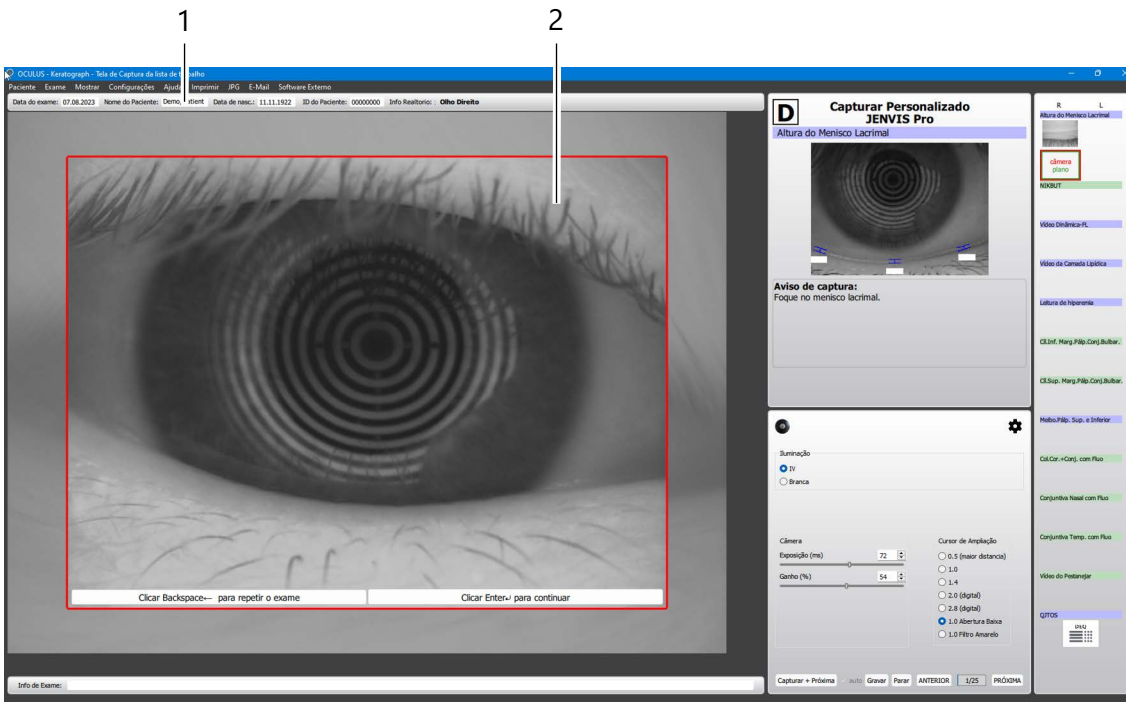 1
2
OCULUS - Keratograph - Tela de Captura da lista de trabalho
Paciente Exame Mostrar Configurações Ajuda Imprimir JPG E-Mail Software Externo
Data do exame: 07.08.2023 Nome do Paciente: Demo, Patient Data de nasc.: 11.11.1922 ID do Paciente: 00000000 Info Realtorio: Olho Direito
Clicar Backspace← para repetir o exame
Clicar Enter↵ para continuar
Info de Exame:
D
Capturar Personalizado
JENVIS Pro
Altura do Menisco Lacrimal
Aviso de captura:
Foque no menisco lacrimal.
Iluminação
IV
Branca
Câmera
Exposição (ms) 72
Ganho (%) 54
Cursor de Ampliação
0.5 (maior distancia)
1.0
1.4
2.0 (digital)
2.8 (digital)
1.0 Abertura Baixa
1.0 Filtro Amarelo
Capturar + Próxima auto Gravar Parar ANTERIOR 1/25 PRÓXIMA
R L
Altura do Menisco Lacrimal
câmera
plano
NIKBUT
Vídeo Dinâmica-FL
Vídeo da Camada Lipídica
Leitura de hiperemia
Cíl.Inf. Marg.Pálp.Conj.Bulbar.
Cíl.Sup. Marg.Pálp.Conj.Bulbar.
Meibo.Pálp. Sup. e Inferior
Col.Cor.+Conj. com Fluo
Conjuntiva Nasal com Fluo
Conjuntiva Temp. com Fluo
Vídeo do Pestanejar
QJTOS